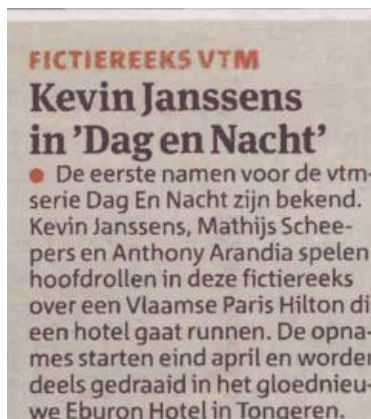 FICTIEREEKS VTM
Kevin Janssens
in 'Dag en Nacht'
● De eerste namen voor de vtm-
serie Dag En Nacht zijn bekend.
Kevin Janssens, Mathijs Schee-
pers en Anthony Arandia spelen
hoofdrollen in deze fictiereeks
over een Vlaamse Paris Hilton di
een hotel gaat runnen. De opna-
mes starten eind april en worden
deels gedraaid in het gloednieu-
we Eburon Hotel in Tongeren.